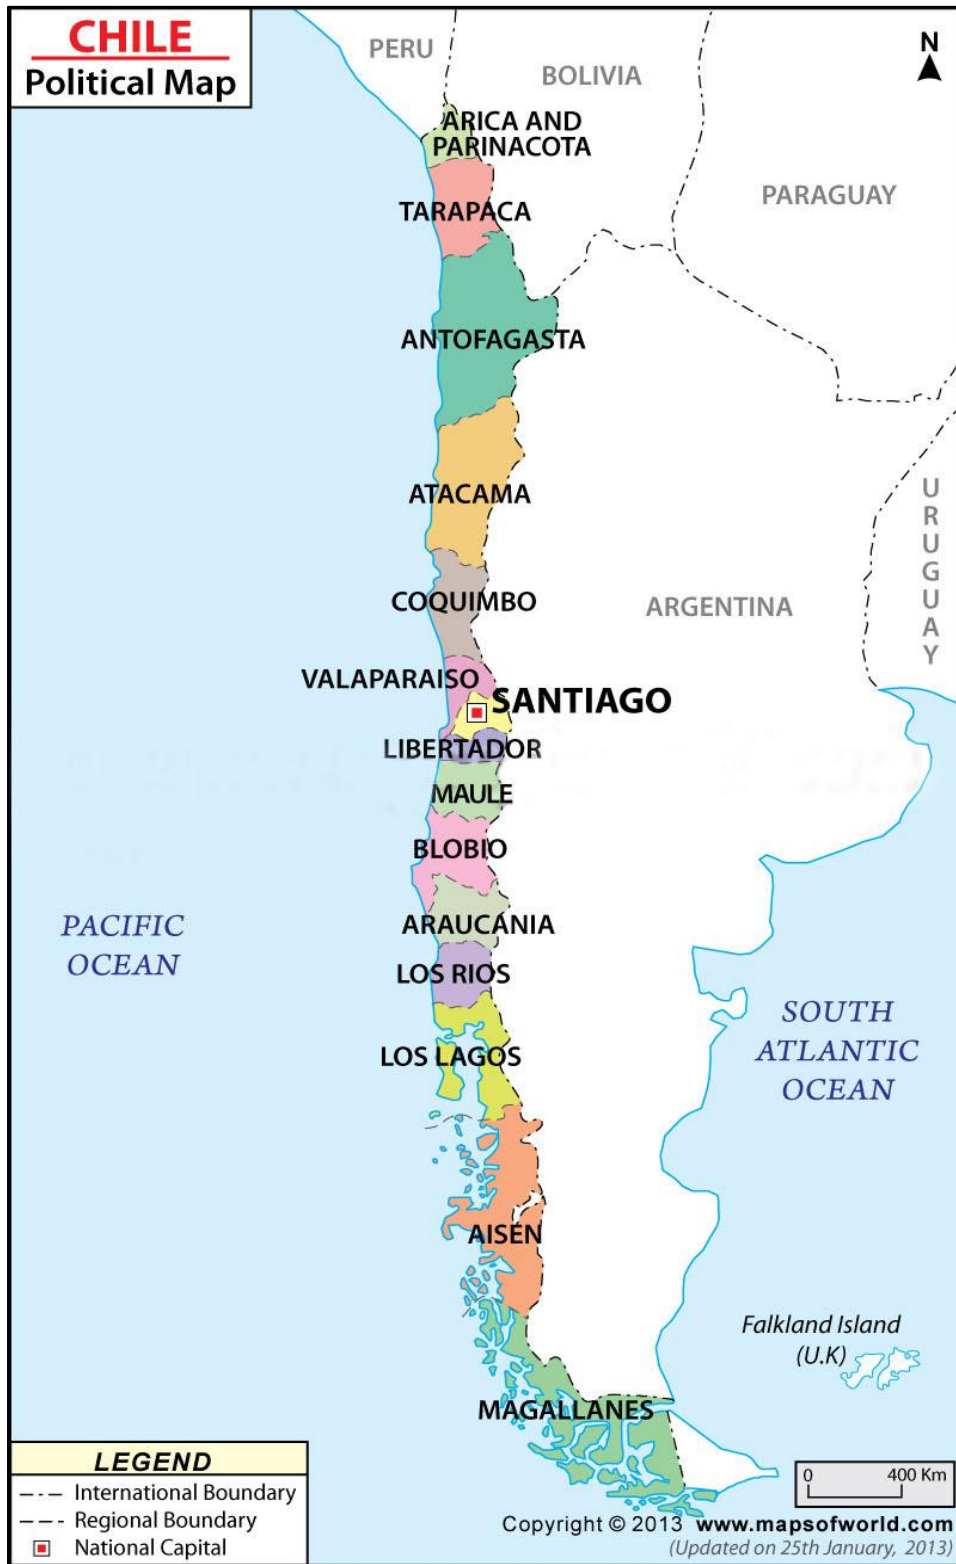 CHILE
Political Map
N
PERU
BOLIVIA
ARICA AND
PARINACOTA
PARAGUAY
TARAPACA
ANTOFAGASTA
ATACAMA
URUGUAY
COQUIMBO
ARGENTINA
VALAPARAISO
SANTIAGO
LIBERTADOR
MAULE
BLOBIO
ARAUCANIA
PACIFIC
OCEAN
LOS RIOS
SOUTH
ATLANTIC
OCEAN
LOS LAGOS
AISEN
Falkland Island
(U.K)
MAGALLANES
LEGEND
International Boundary
Regional Boundary
National Capital
0 400 Km
Copyright © 2013 www.mapsofworld.com
(Updated on 25th January, 2013)